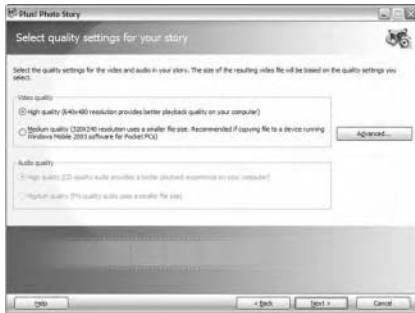 Plus! Photo Story
Select quality settings for your story
Select the quality settings for the video and audio in your story. The size of the resulting video file will be based on the quality settings you
select.
Video quality
High quality (640x480 resolution provides better playback quality on your computer)
Medium quality (320X240 resolution uses a smaller file size. Recommended if copying file to a device running
Windows Mobile 2003 software for Pocket PCs)
Advanced...
Audio quality
High quality (CD quality audio provides a better playback experience on your computer)
Medium quality (FM quality audio uses a smaller file size)
Help
< Back
Next >
Cancel